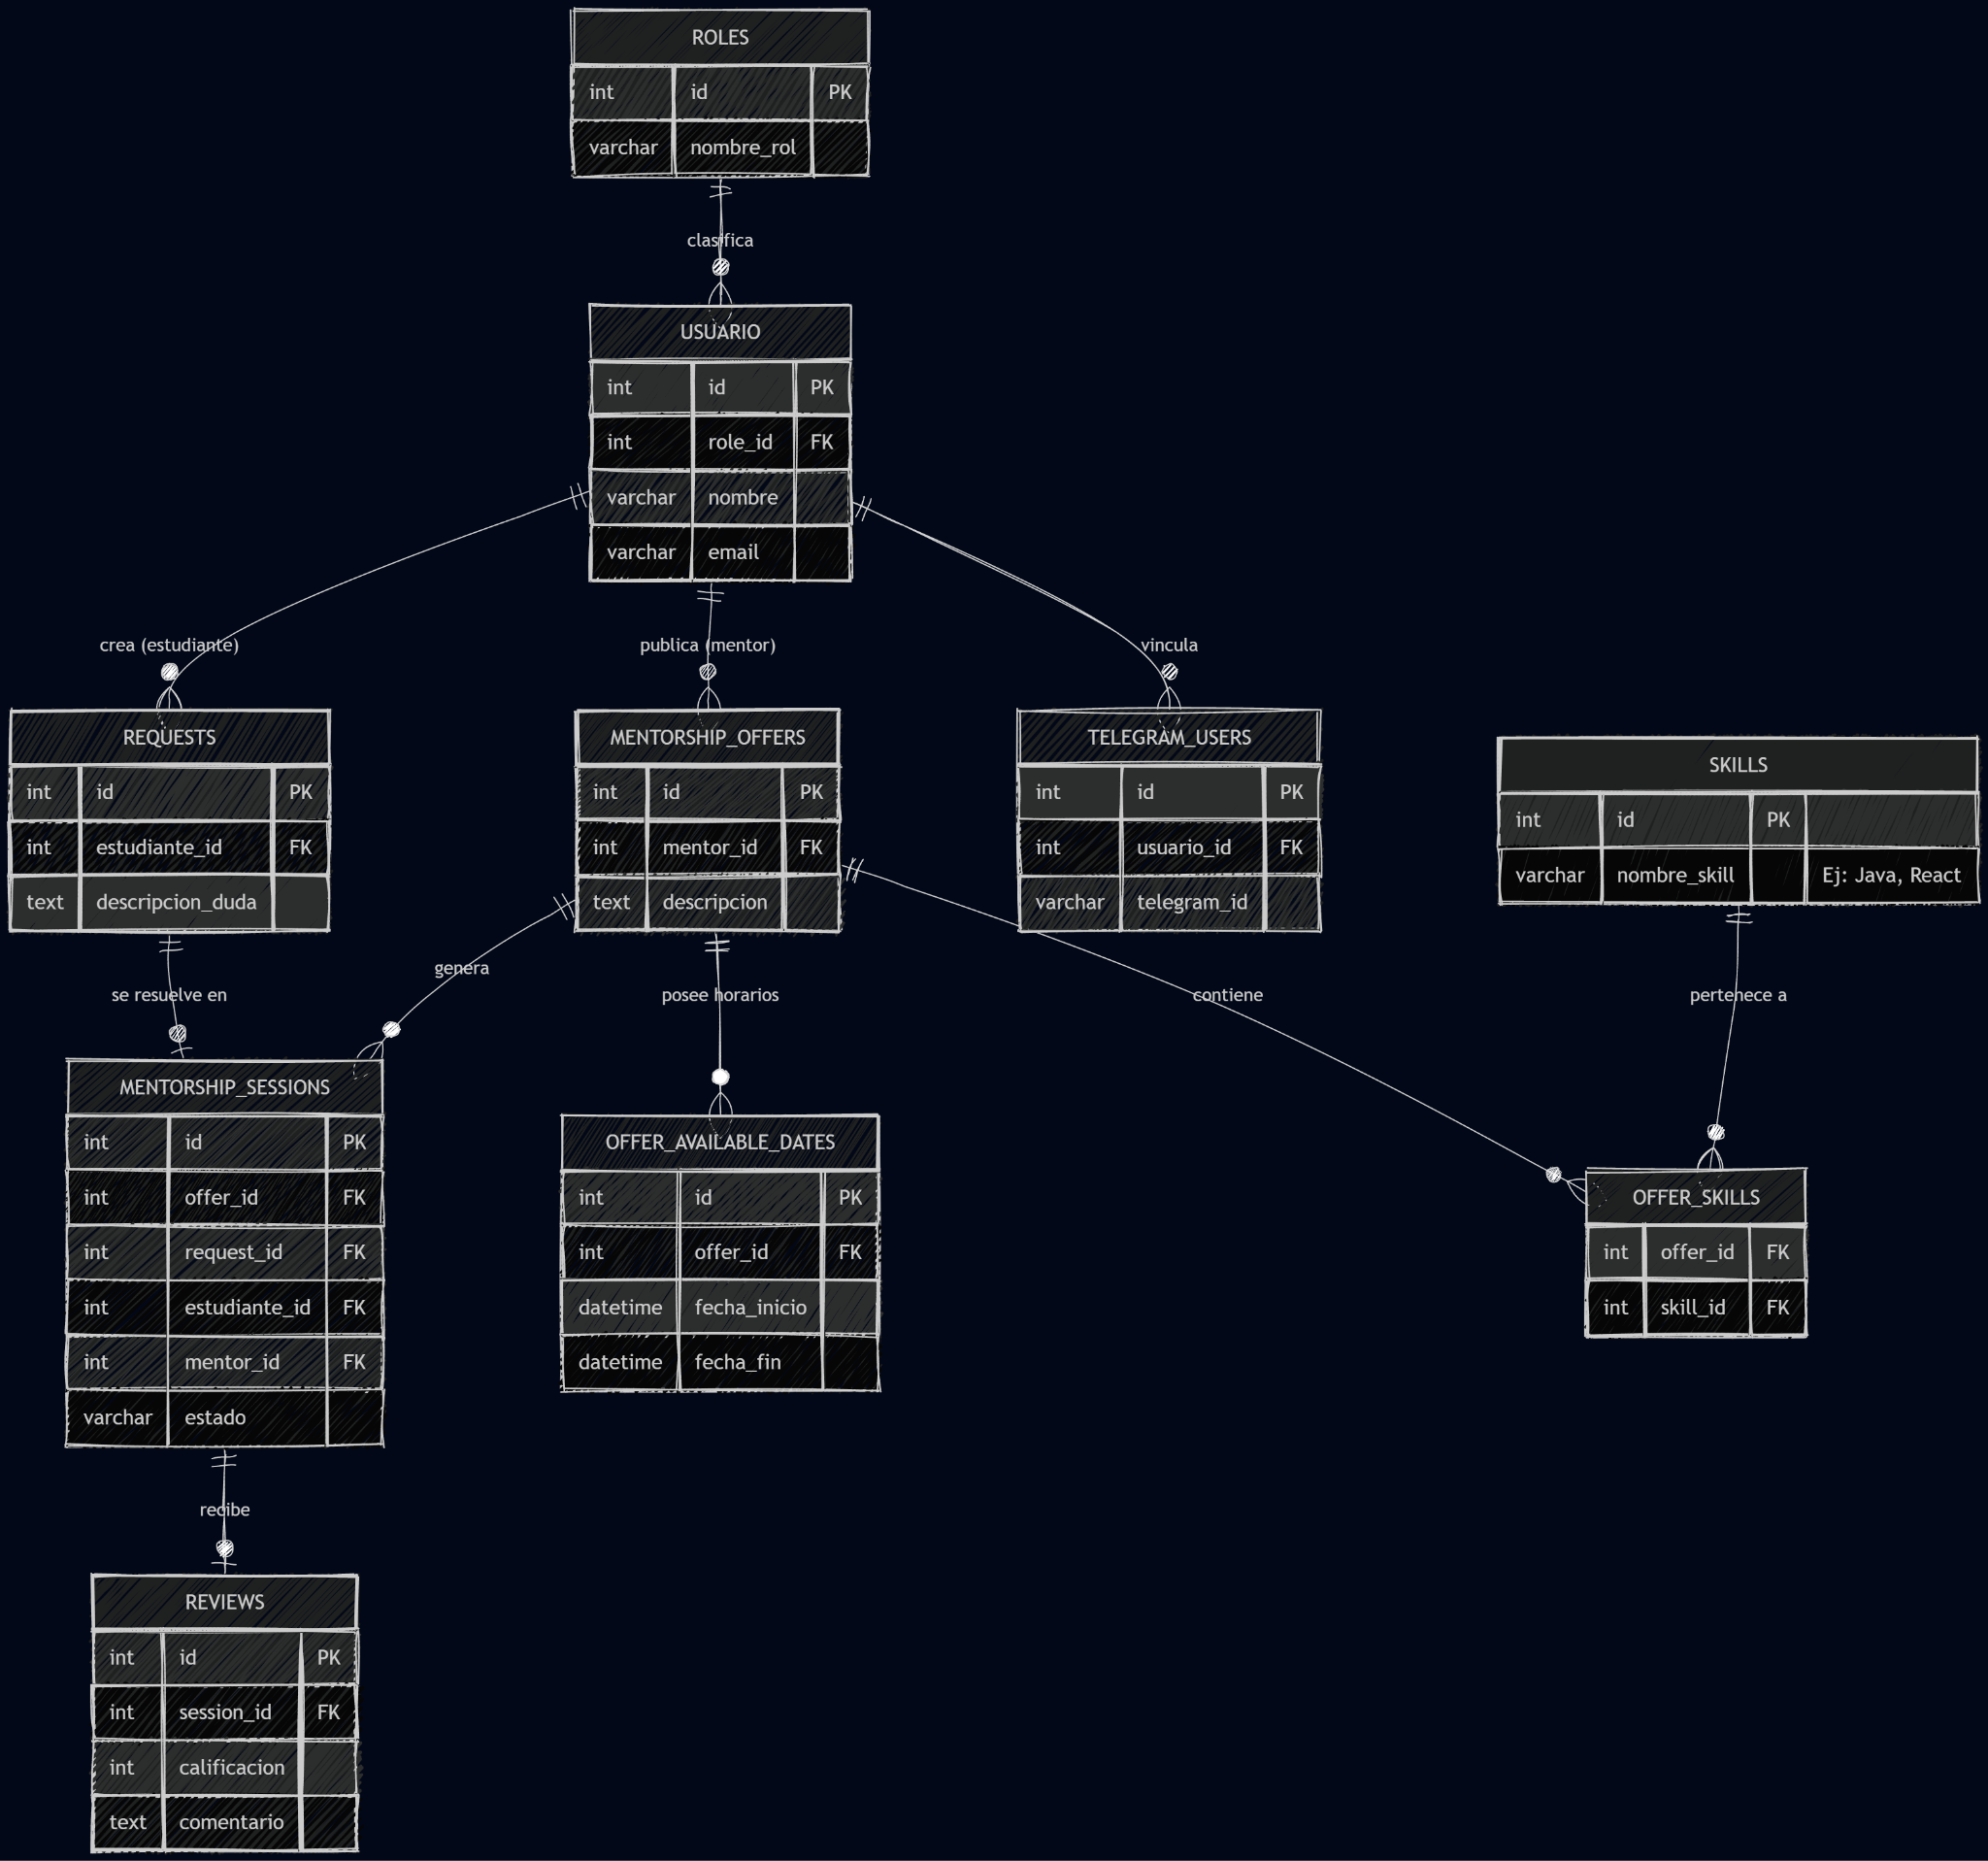 ROLES
int id PK
varchar nombre_rol
clasifica
USUARIO
int id PK
int role_id FK
varchar nombre
varchar email
crea (estudiante)
publica (mentor)
vincula
REQUESTS
int id PK
int estudiante_id FK
text descripcion_duda
MENTORSHIP_OFFERS
int id PK
int mentor_id FK
text descripcion
TELEGRAM_USERS
int id PK
int usuario_id FK
varchar telegram_id
SKILLS
int id PK
varchar nombre_skill Ej: Java, React
se resuelve en
genera
posee horarios
contiene
pertenece a
MENTORSHIP_SESSIONS
int id PK
int offer_id FK
int request_id FK
int estudiante_id FK
int mentor_id FK
varchar estado
OFFER_AVAILABLE_DATES
int id PK
int offer_id FK
datetime fecha_inicio
datetime fecha_fin
OFFER_SKILLS
int offer_id FK
int skill_id FK
recibe
REVIEWS
int id PK
int session_id FK
int calificacion
text comentario